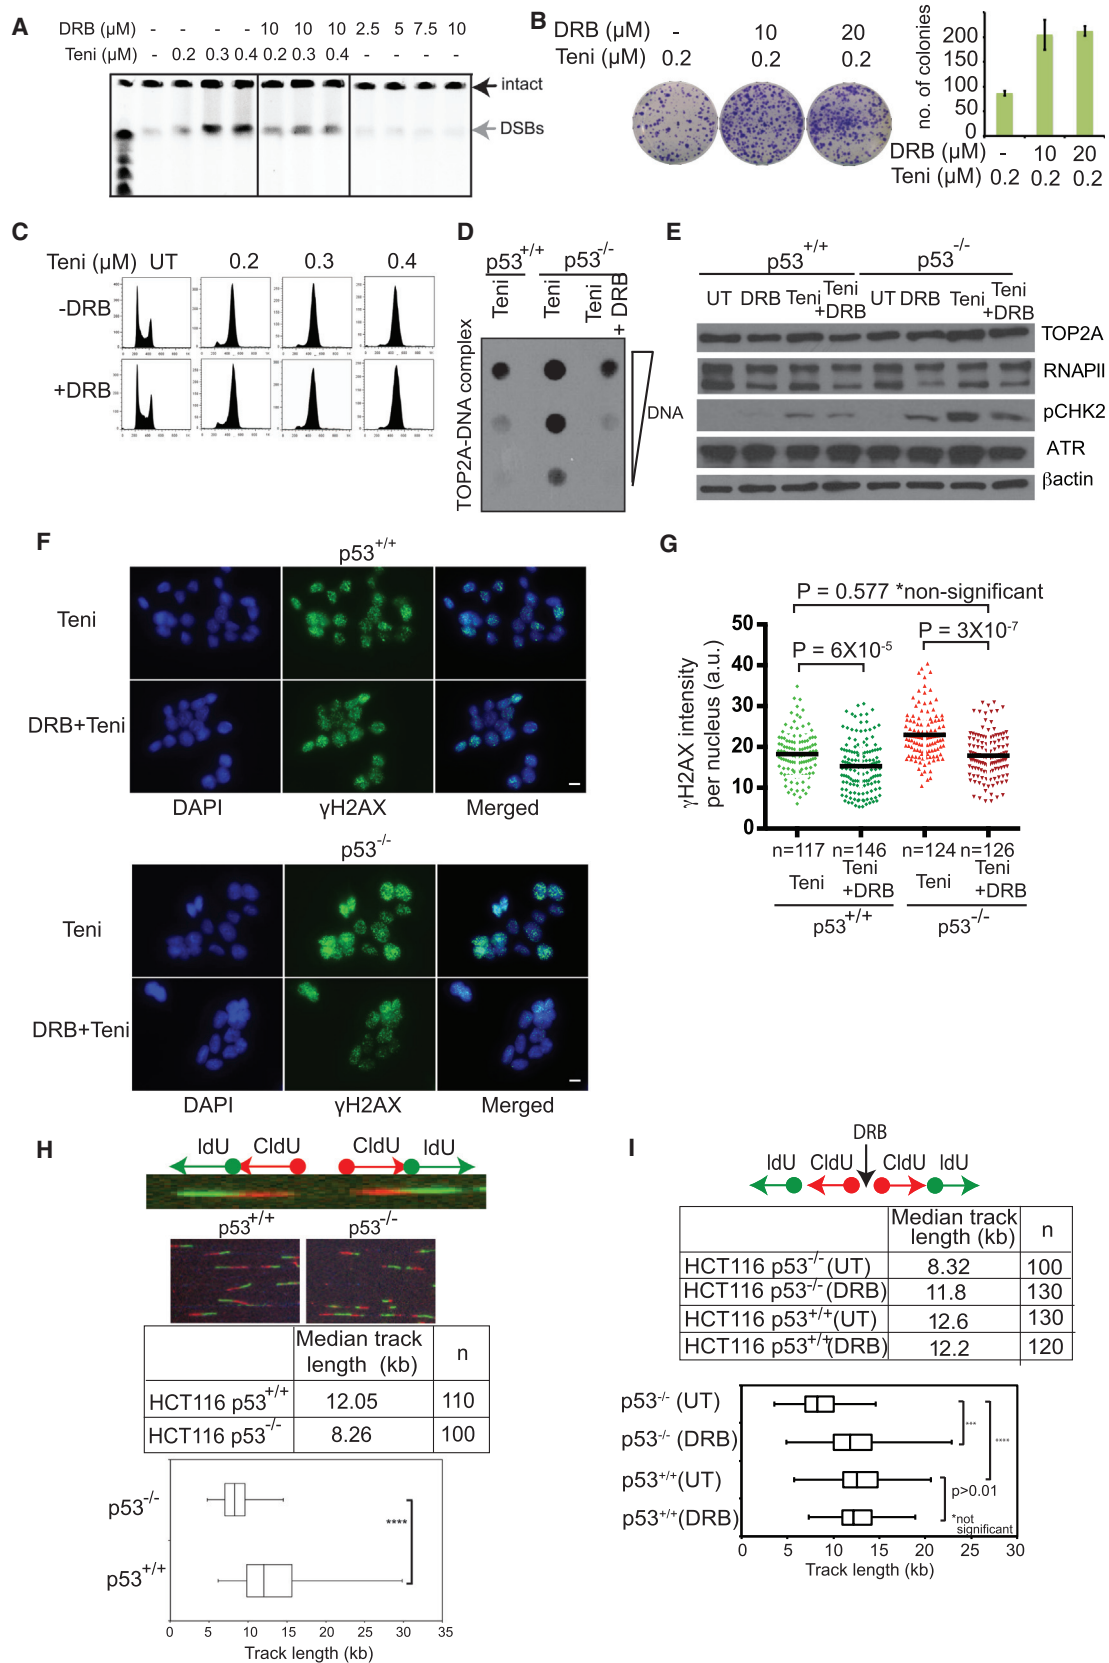 A
DRB (µM) - - - - 10 10 10 2.5 5 7.5 10
Teni (µM) - 0.2 0.3 0.4 0.2 0.3 0.4 - - - -
intact
DSBs
B
DRB (µM) - 10 20
Teni (µM) 0.2 0.2 0.2
no. of colonies
200
150
100
50
0
DRB (µM) - 10 20
Teni (µM) 0.2 0.2 0.2
C
Teni (µM) UT 0.2 0.3 0.4
-DRB
+DRB
D
p53+/+ p53-/-
Teni
Teni
Teni + DRB
TOP2A-DNA complex
DNA
E
p53+/+ p53-/-
UT DRB Teni Teni +DRB UT DRB Teni Teni +DRB
TOP2A
RNAPII
pCHK2
ATR
βactin
F
p53+/+
Teni
DRB+Teni
DAPI γH2AX Merged
p53-/-
Teni
DRB+Teni
DAPI γH2AX Merged
G
P = 0.577 *non-significant
P = 6X10-5
P = 3X10-7
γH2AX intensity per nucleus (a.u.)
50
40
30
20
10
0
n=117 n=146 n=124 n=126
Teni Teni +DRB Teni Teni +DRB
p53+/+ p53-/-
H
IdU CldU CldU IdU
p53+/+ p53-/-
Median track length (kb) n
HCT116 p53+/+ 12.05 110
HCT116 p53-/- 8.26 100
p53-/-
p53+/+
****
0 5 10 15 20 25 30 35
Track length (kb)
I
DRB
IdU CldU CldU IdU
Median track length (kb) n
HCT116 p53-/- (UT) 8.32 100
HCT116 p53-/- (DRB) 11.8 130
HCT116 p53+/+ (UT) 12.6 130
HCT116 p53+/+ (DRB) 12.2 120
p53-/- (UT)
p53-/- (DRB)
p53+/+ (UT)
p53+/+ (DRB)
***
****
p>0.01
*not significant
0 5 10 15 20 25 30
Track length (kb)